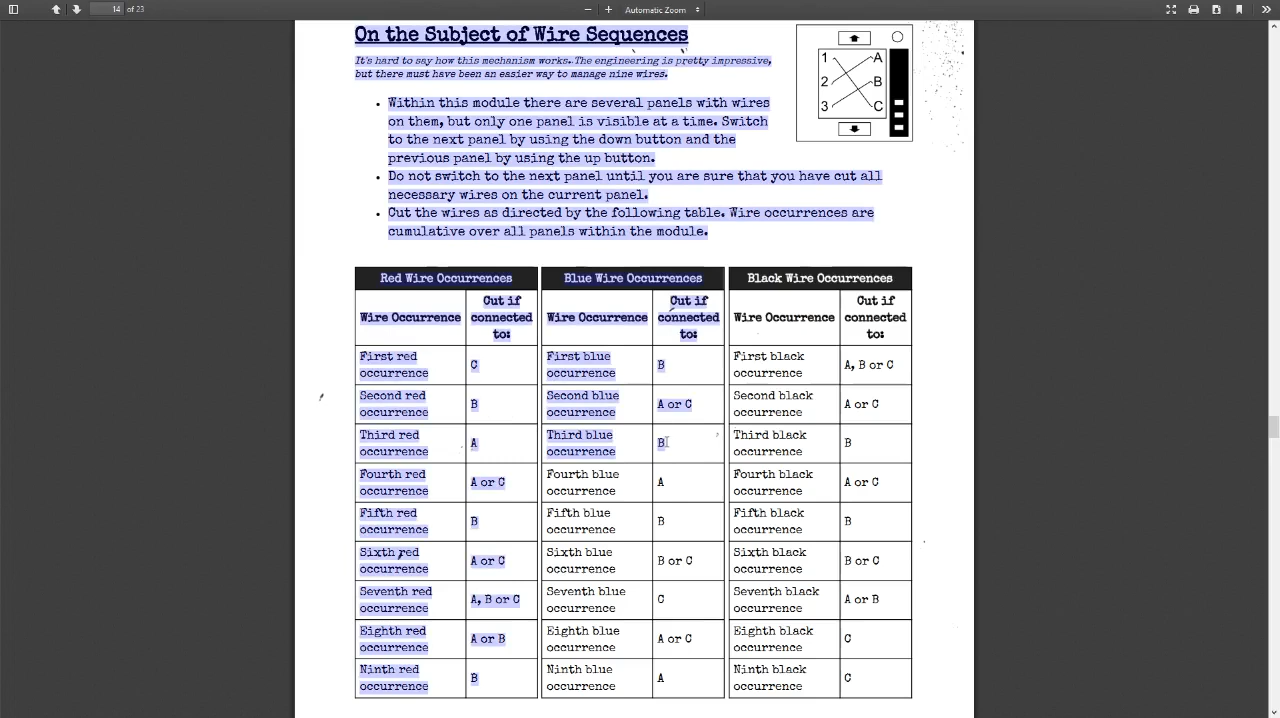 14 of 23
Automatic Zoom
On the Subject of Wire Sequences
It's hard to say how this mechanism works. The engineering is pretty impressive,
but there must have been an easier way to manage nine wires.
1 A
2 B
3 C
• Within this module there are several panels with wires
on them, but only one panel is visible at a time. Switch
to the next panel by using the down button and the
previous panel by using the up button.
• Do not switch to the next panel until you are sure that you have cut all
necessary wires on the current panel.
• Cut the wires as directed by the following table. Wire occurrences are
cumulative over all panels within the module.
Red Wire Occurrences
Wire Occurrence
Cut if
connected
to:
First red
occurrence
C
Second red
occurrence
B
Third red
occurrence
A
Fourth red
occurrence
A or C
Fifth red
occurrence
B
Sixth red
occurrence
A or C
Seventh red
occurrence
A, B or C
Eighth red
occurrence
A or B
Ninth red
occurrence
B
Blue Wire Occurrences
Wire Occurrence
Cut if
connected
to:
First blue
occurrence
B
Second blue
occurrence
A or C
Third blue
occurrence
B
Fourth blue
occurrence
A
Fifth blue
occurrence
B
Sixth blue
occurrence
B or C
Seventh blue
occurrence
C
Eighth blue
occurrence
A or C
Ninth blue
occurrence
A
Black Wire Occurrences
Wire Occurrence
Cut if
connected
to:
First black
occurrence
A, B or C
Second black
occurrence
A or C
Third black
occurrence
B
Fourth black
occurrence
A or C
Fifth black
occurrence
B
Sixth black
occurrence
B or C
Seventh black
occurrence
A or B
Eighth black
occurrence
C
Ninth black
occurrence
C